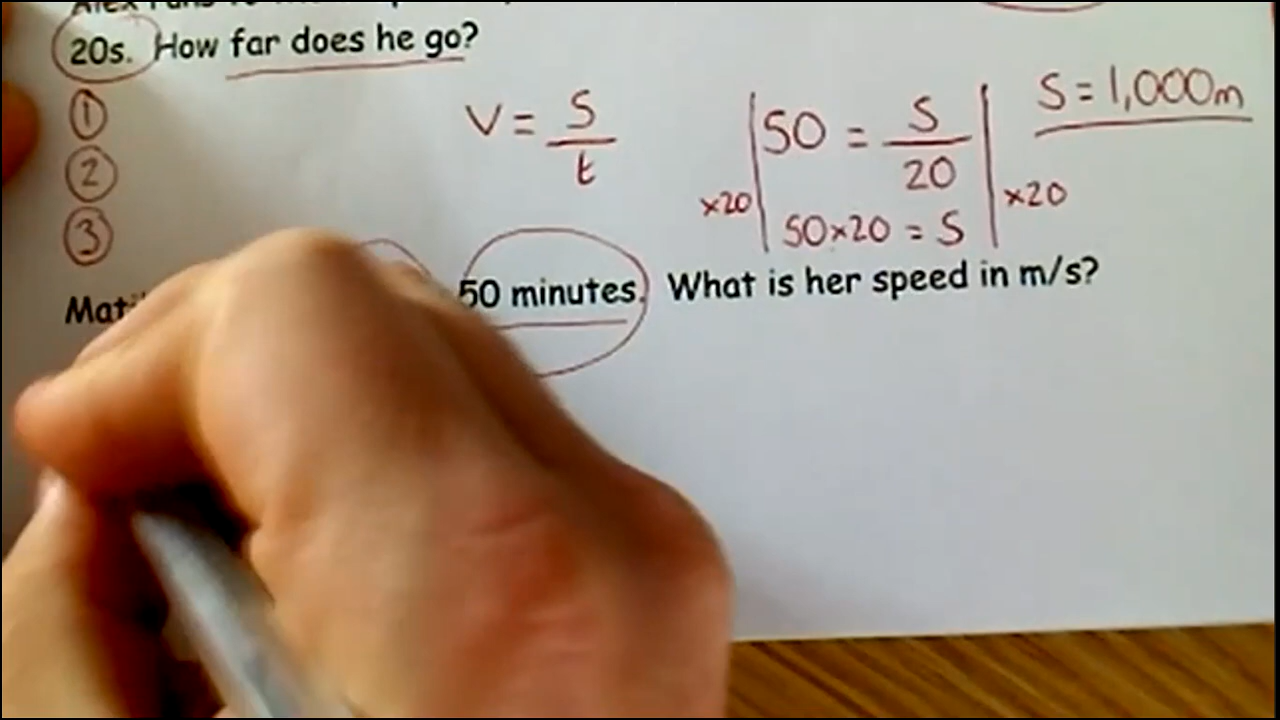 20s. How far does he go?
1
2
3
V = S / t
50 = S / 20
×20
50×20 = S
×20
S = 1,000m
50 minutes. What is her speed in m/s?